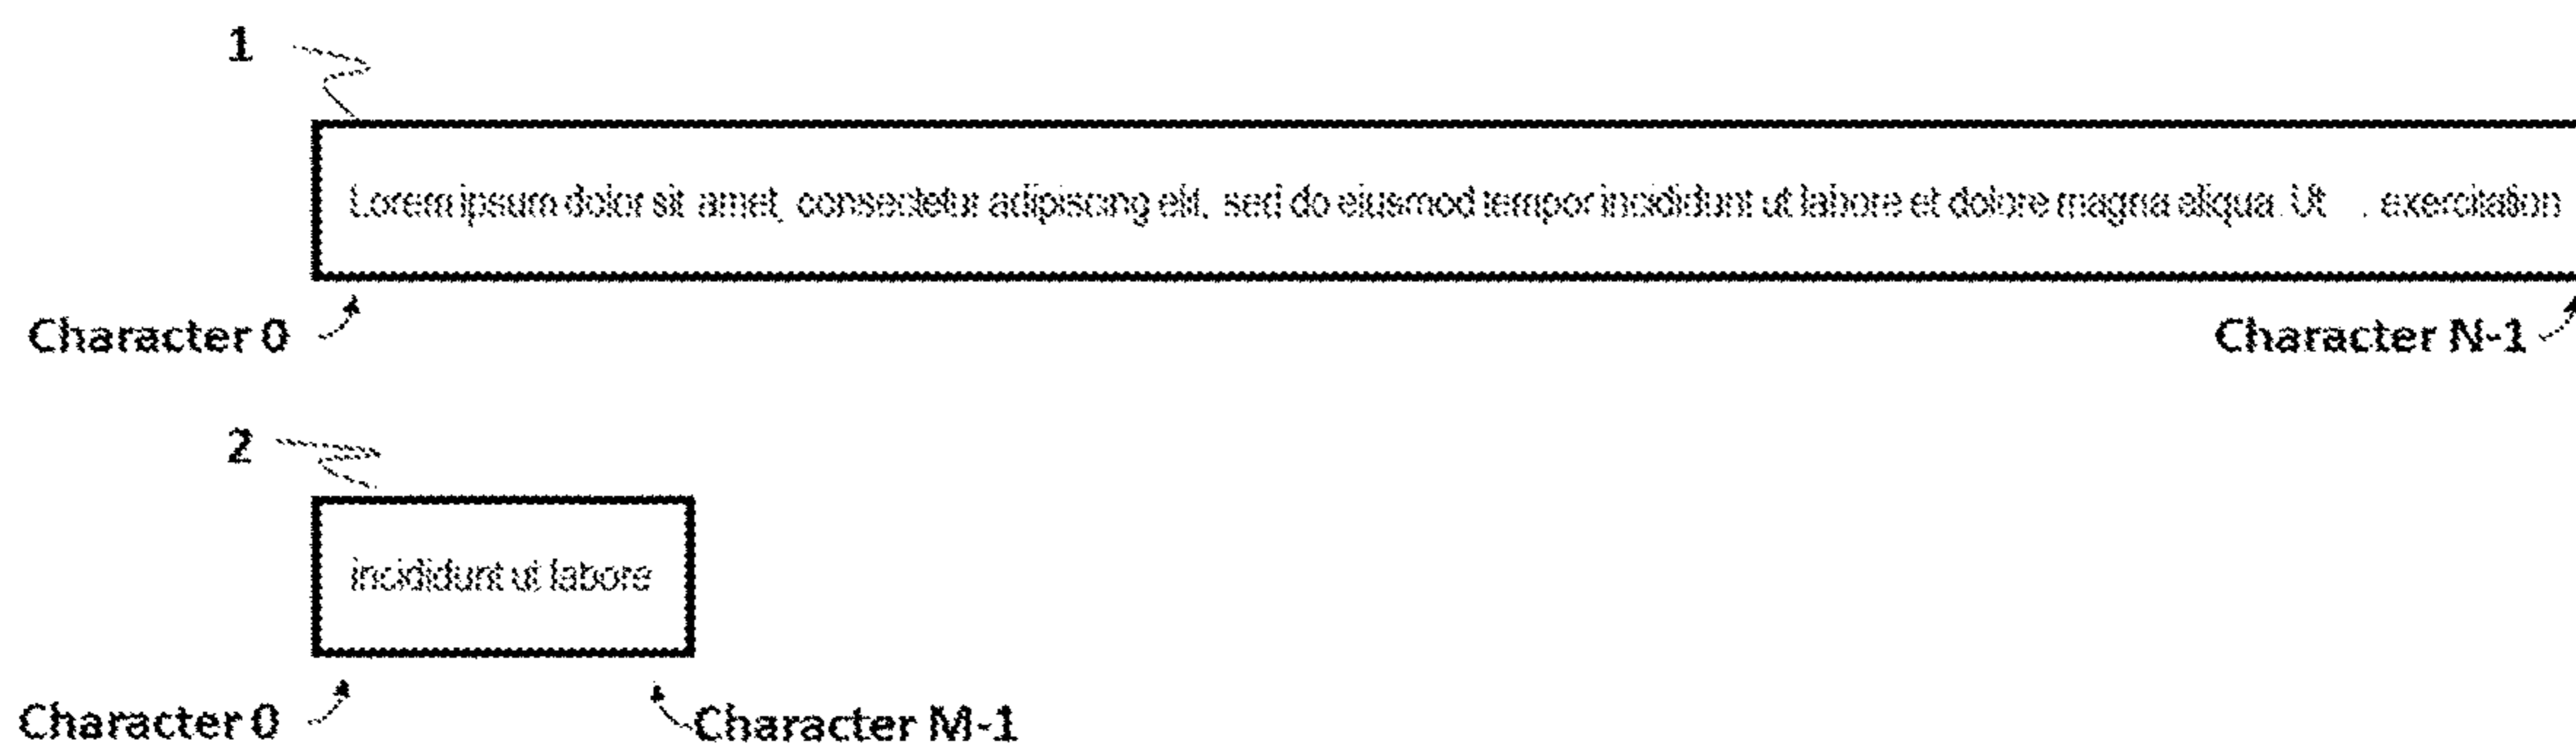 1
Lorem ipsum dolor sit amet, consectetur adipiscing elit, sed do eiusmod tempor incididunt ut labore et dolore magna aliqua. Ut . . exercitation
Character 0
Character N-1
2
incididunt ut labore
Character 0
Character M-1